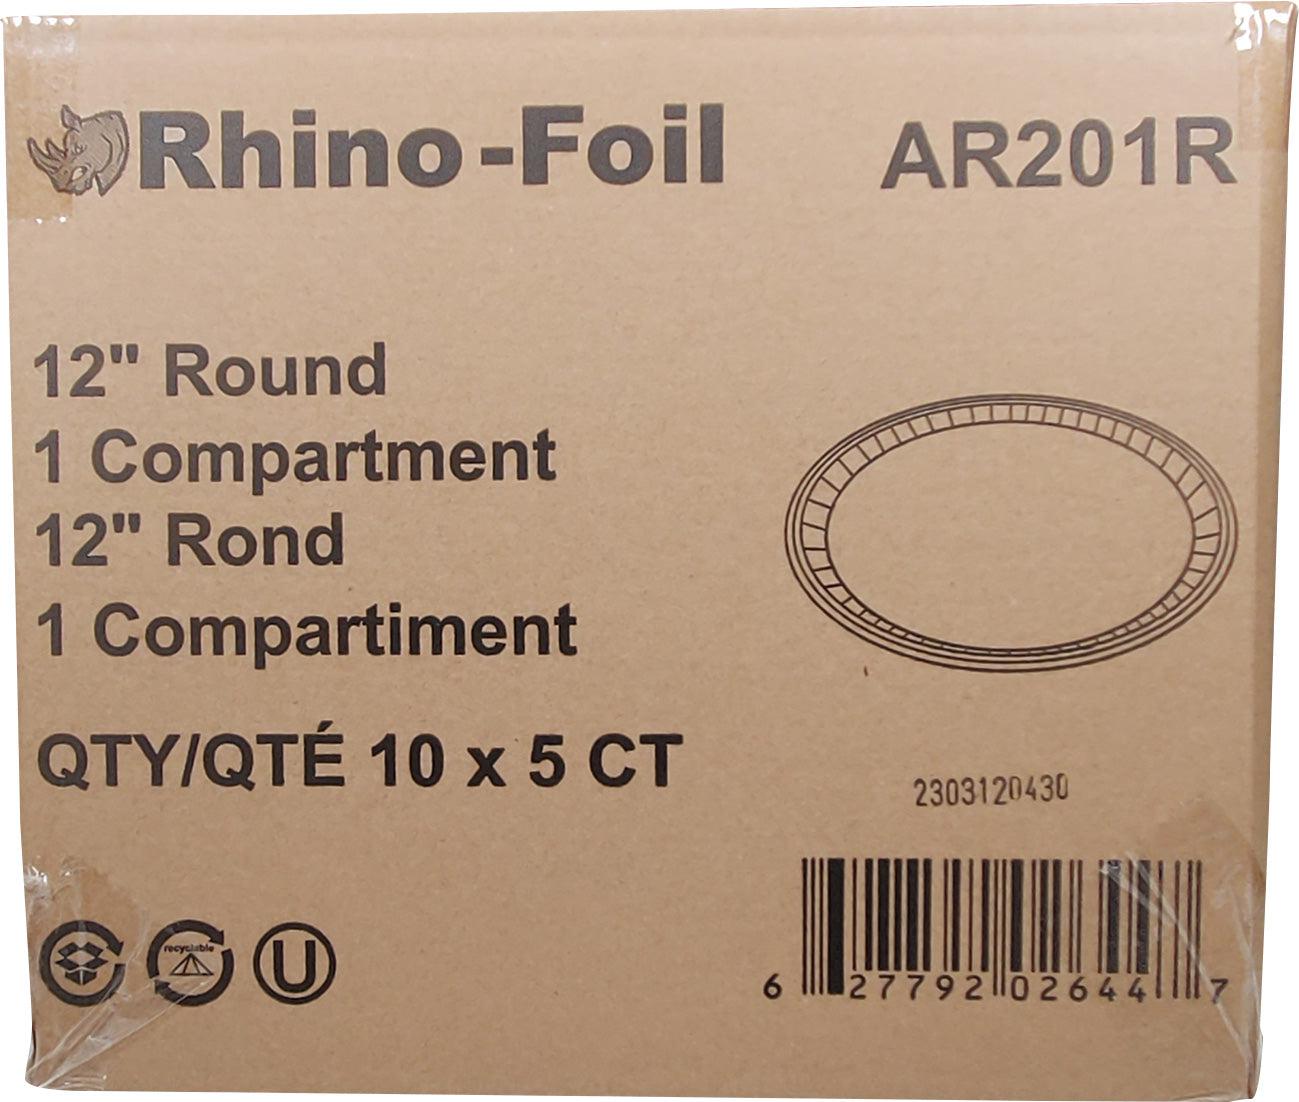 Rhino-Foil
AR201R
12" Round
1 Compartment
12" Rond
1 Compartiment
QTY/QTÉ 10 x 5 CT
2303120430
recyclable
U
6 27792 02644 7